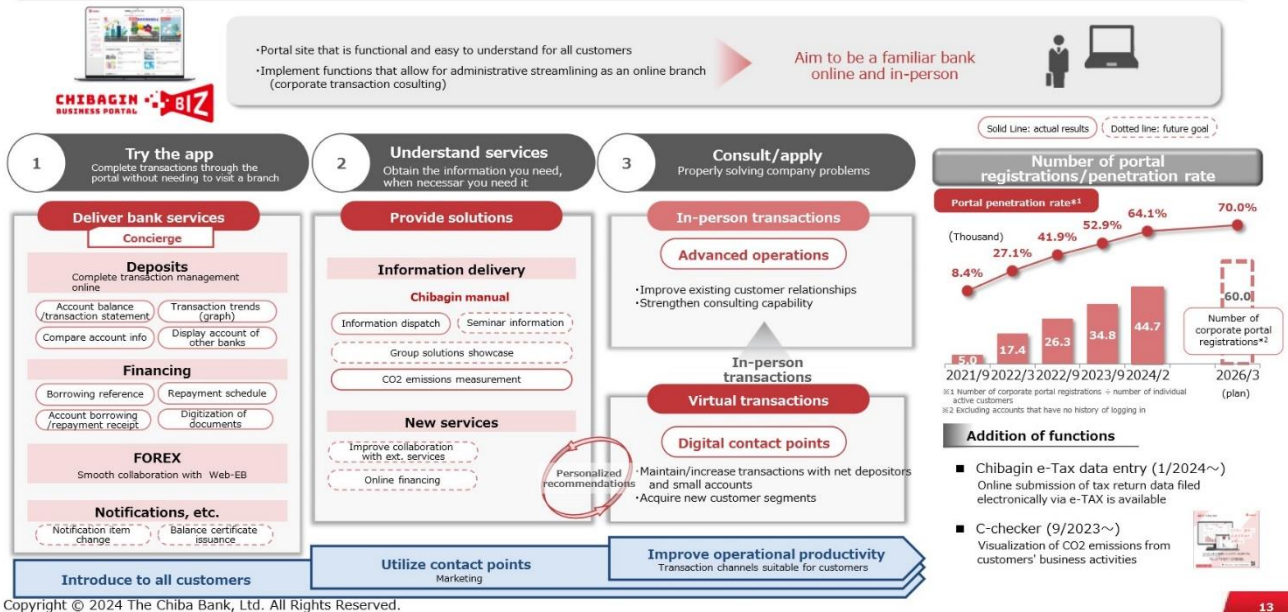 ・Portal site that is functional and easy to understand for all customers
・Implement functions that allow for administrative streamlining as an online branch
(corporate transaction cosulting)
Aim to be a familiar bank
online and in-person
CHIBAGIN
BUSINESS PORTAL
BIZ
Solid Line: actual results
Dotted line: future goal
1
Try the app
Complete transactions through the
portal without needing to visit a branch
2
Understand services
Obtain the information you need,
when necessar you need it
3
Consult/apply
Properly solving company problems
Deliver bank services
Concierge
Deposits
Complete transaction management
online
Account balance
/transaction statement
Transaction trends
(graph)
Compare account info
Display account of
other banks
Financing
Borrowing reference
Repayment schedule
Account borrowing
/repayment receipt
Digitization of
documents
FOREX
Smooth collaboration with Web-EB
Notifications, etc.
Notification item
change
Balance certificate
issuance
Provide solutions
Information delivery
Chibagin manual
Information dispatch
Seminar information
Group solutions showcase
CO2 emissions measurement
New services
Improve collaboration
with ext. services
Online financing
Personalized
recommendations
In-person transactions
Advanced operations
・Improve existing customer relationships
・Strengthen consulting capability
In-person
transactions
Virtual transactions
Digital contact points
・Maintain/increase transactions with net depositors
and small accounts
・Acquire new customer segments
Introduce to all customers
Utilize contact points
Marketing
Improve operational productivity
Transaction channels suitable for customers
Number of portal
registrations/penetration rate
Portal penetration rate※1
(Thousand)
8.4%
27.1%
41.9%
52.9%
64.1%
70.0%
5.0
17.4
26.3
34.8
44.7
60.0
Number of
corporate portal
registrations※2
2021/9 2022/3 2022/9 2023/9 2024/2 2026/3
(plan)
※1 Number of corporate portal registrations ÷ number of individual
active customers
※2 Excluding accounts that have no history of logging in
Addition of functions
■ Chibagin e-Tax data entry (1/2024～)
Online submission of tax return data filed
electronically via e-TAX is available
■ C-checker (9/2023～)
Visualization of CO2 emissions from
customers' business activities
Copyright © 2024 The Chiba Bank, Ltd. All Rights Reserved.
13